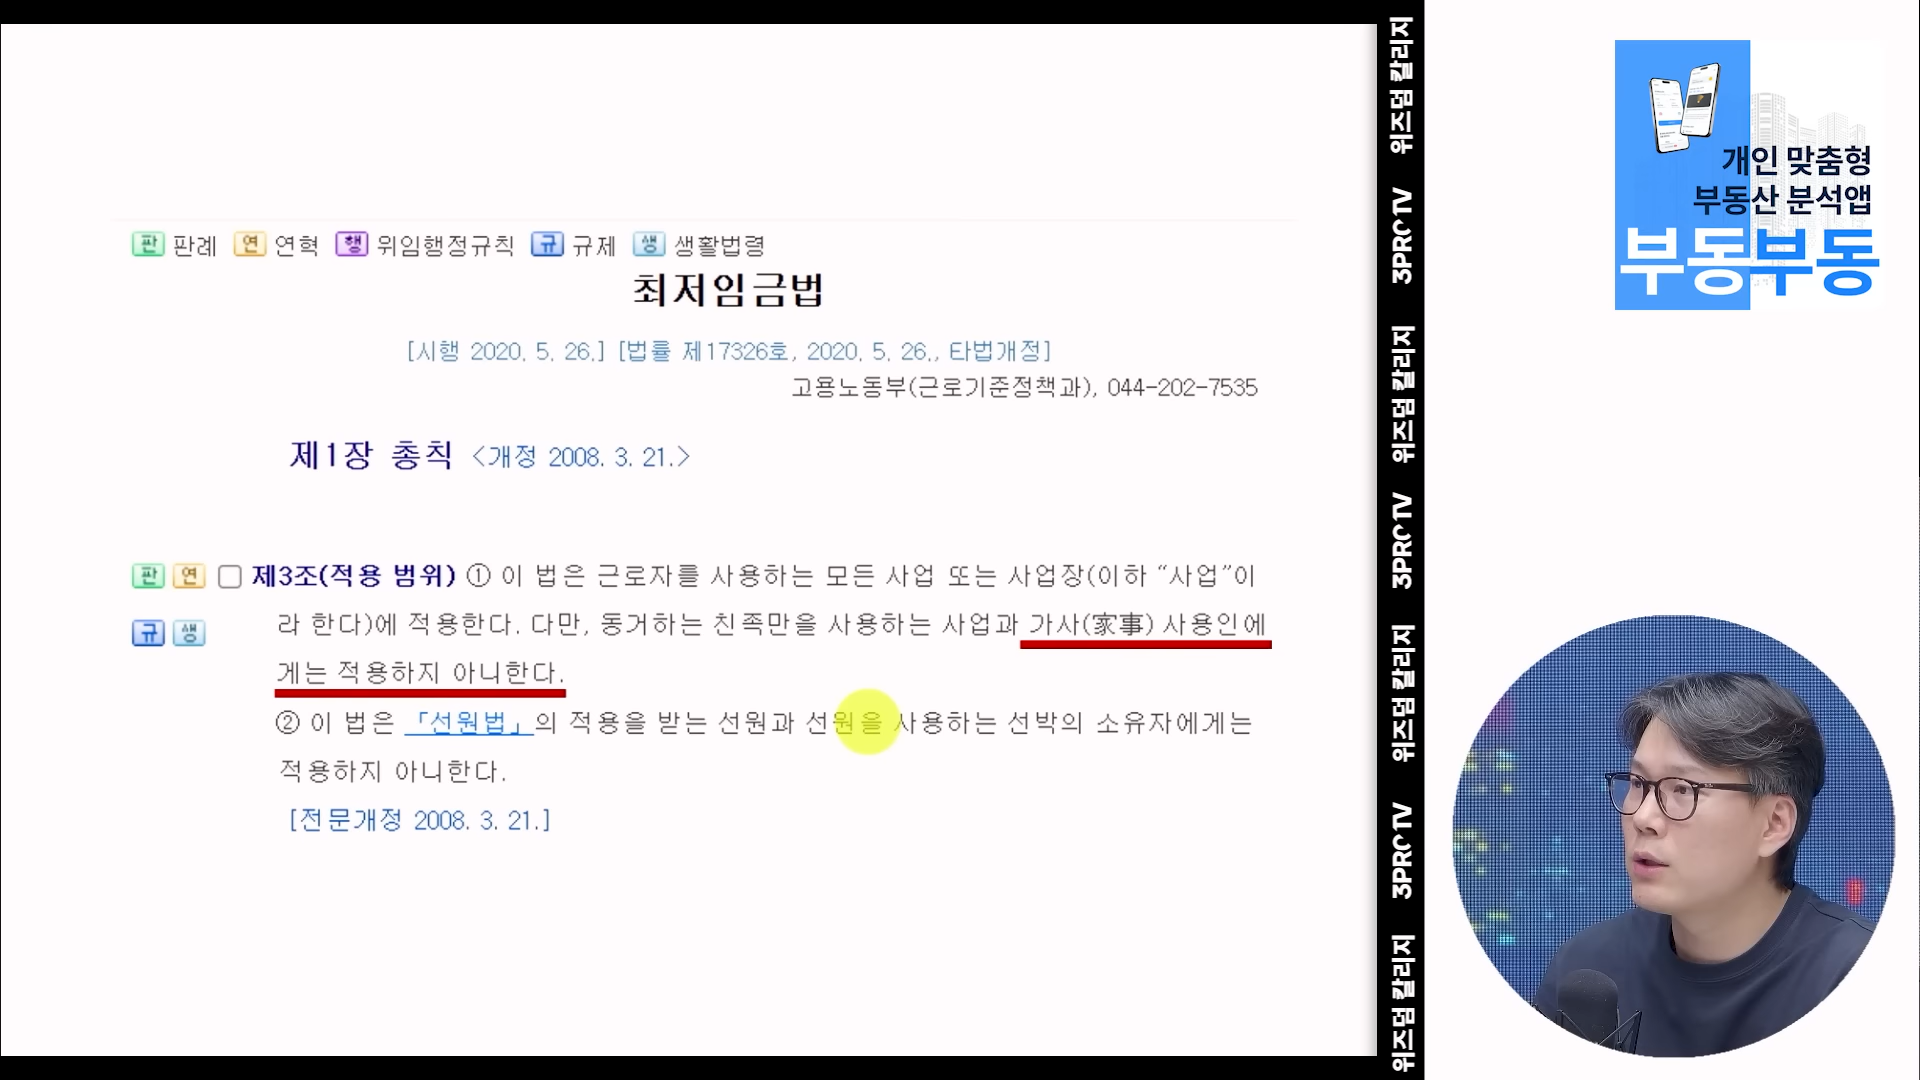 판 판례 연 연혁 행 위임행정규칙 규 규제 생 생활법령
최저임금법
[시행 2020. 5. 26.] [법률 제17326호, 2020. 5. 26., 타법개정]
고용노동부(근로기준정책과), 044-202-7535
제1장 총칙 <개정 2008. 3. 21.>
판 연 제3조(적용 범위) ① 이 법은 근로자를 사용하는 모든 사업 또는 사업장(이하 “사업”이
규 생 라 한다)에 적용한다. 다만, 동거하는 친족만을 사용하는 사업과 가사(家事) 사용인에
게는 적용하지 아니한다.
② 이 법은 「선원법」의 적용을 받는 선원과 선원을 사용하는 선박의 소유자에게는
적용하지 아니한다.
[전문개정 2008. 3. 21.]
위즈덤 칼리지
3PROTV
위즈덤 칼리지
3PROTV
위즈덤 칼리지
3PROTV
위즈덤 칼리지
개인 맞춤형
부동산 분석앱
부동부동